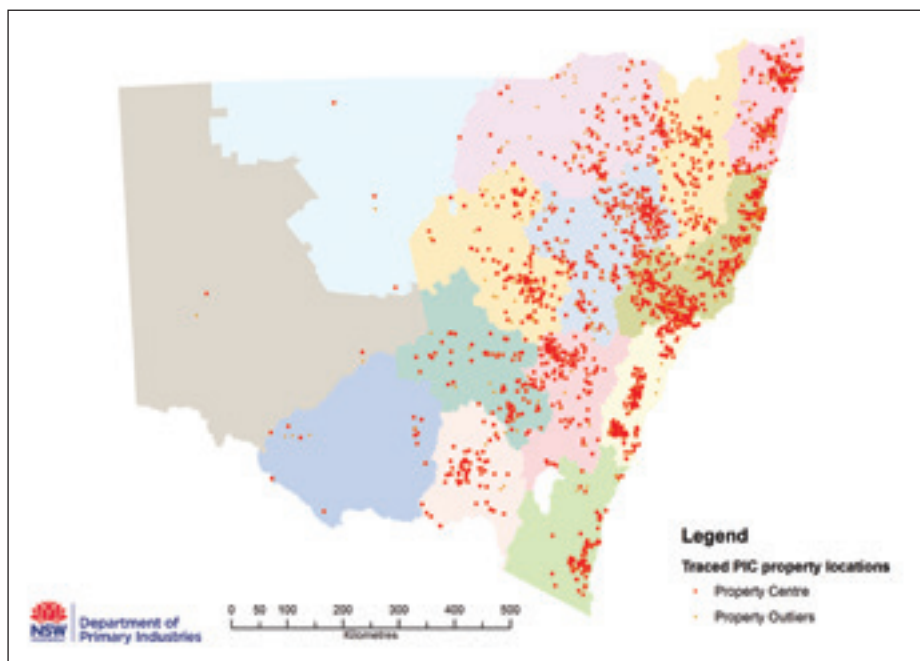 Legend
Traced PIC property locations
Property Centre
Property Outliers
NSW
Department of
Primary Industries
0 50 100 200 300 400 500
Kilometres